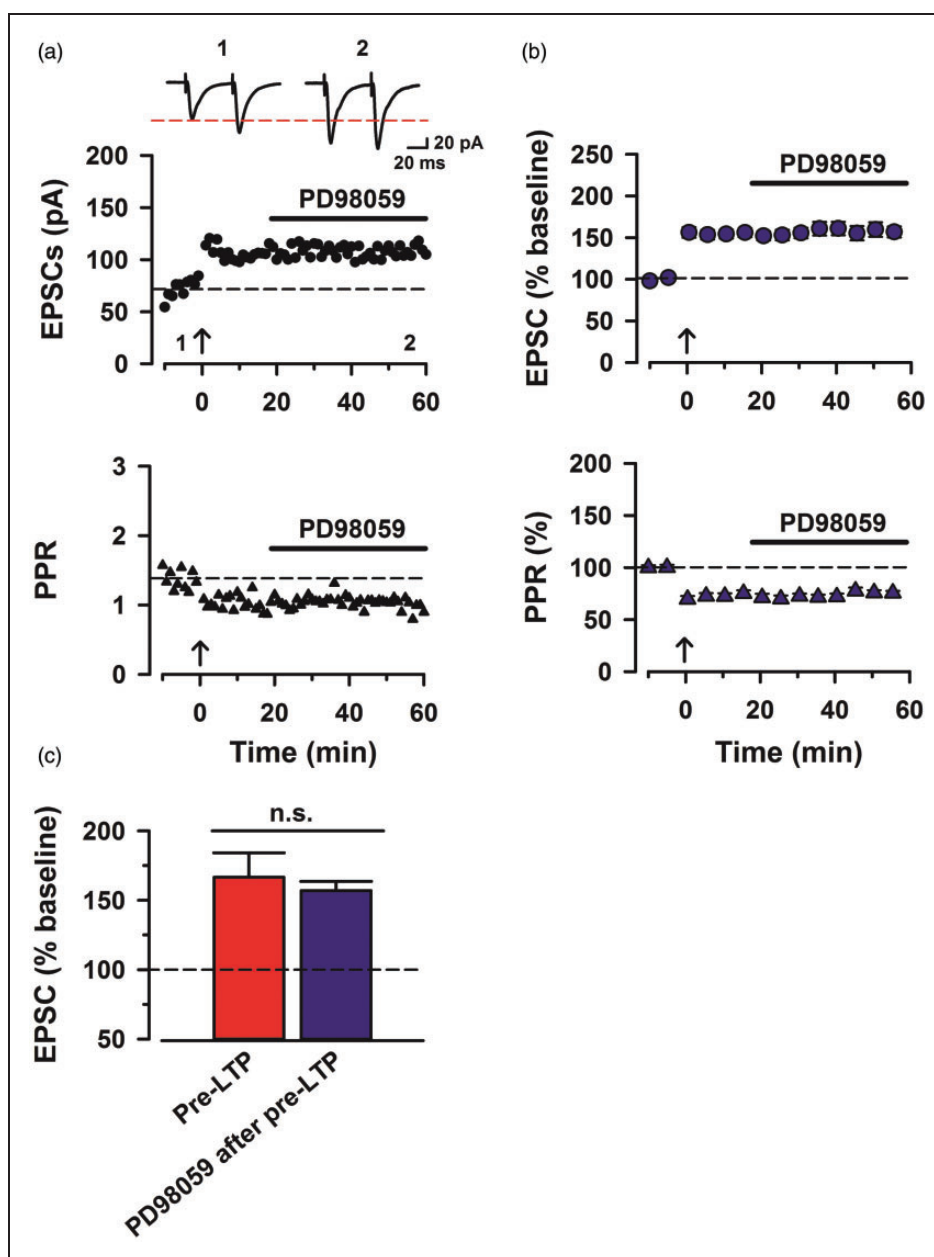 (a)
1
2
20 pA
20 ms
EPSCs (pA)
200
150
100
50
0
PD98059
1
2
0
20
40
60
PPR
3
2
1
0
PD98059
0
20
40
60
Time (min)
(b)
EPSC (% baseline)
250
200
150
100
50
0
PD98059
0
20
40
60
PPR (%)
200
150
100
50
0
PD98059
0
20
40
60
Time (min)
(c)
EPSC (% baseline)
200
150
100
50
n.s.
Pre-LTP
PD98059 after pre-LTP